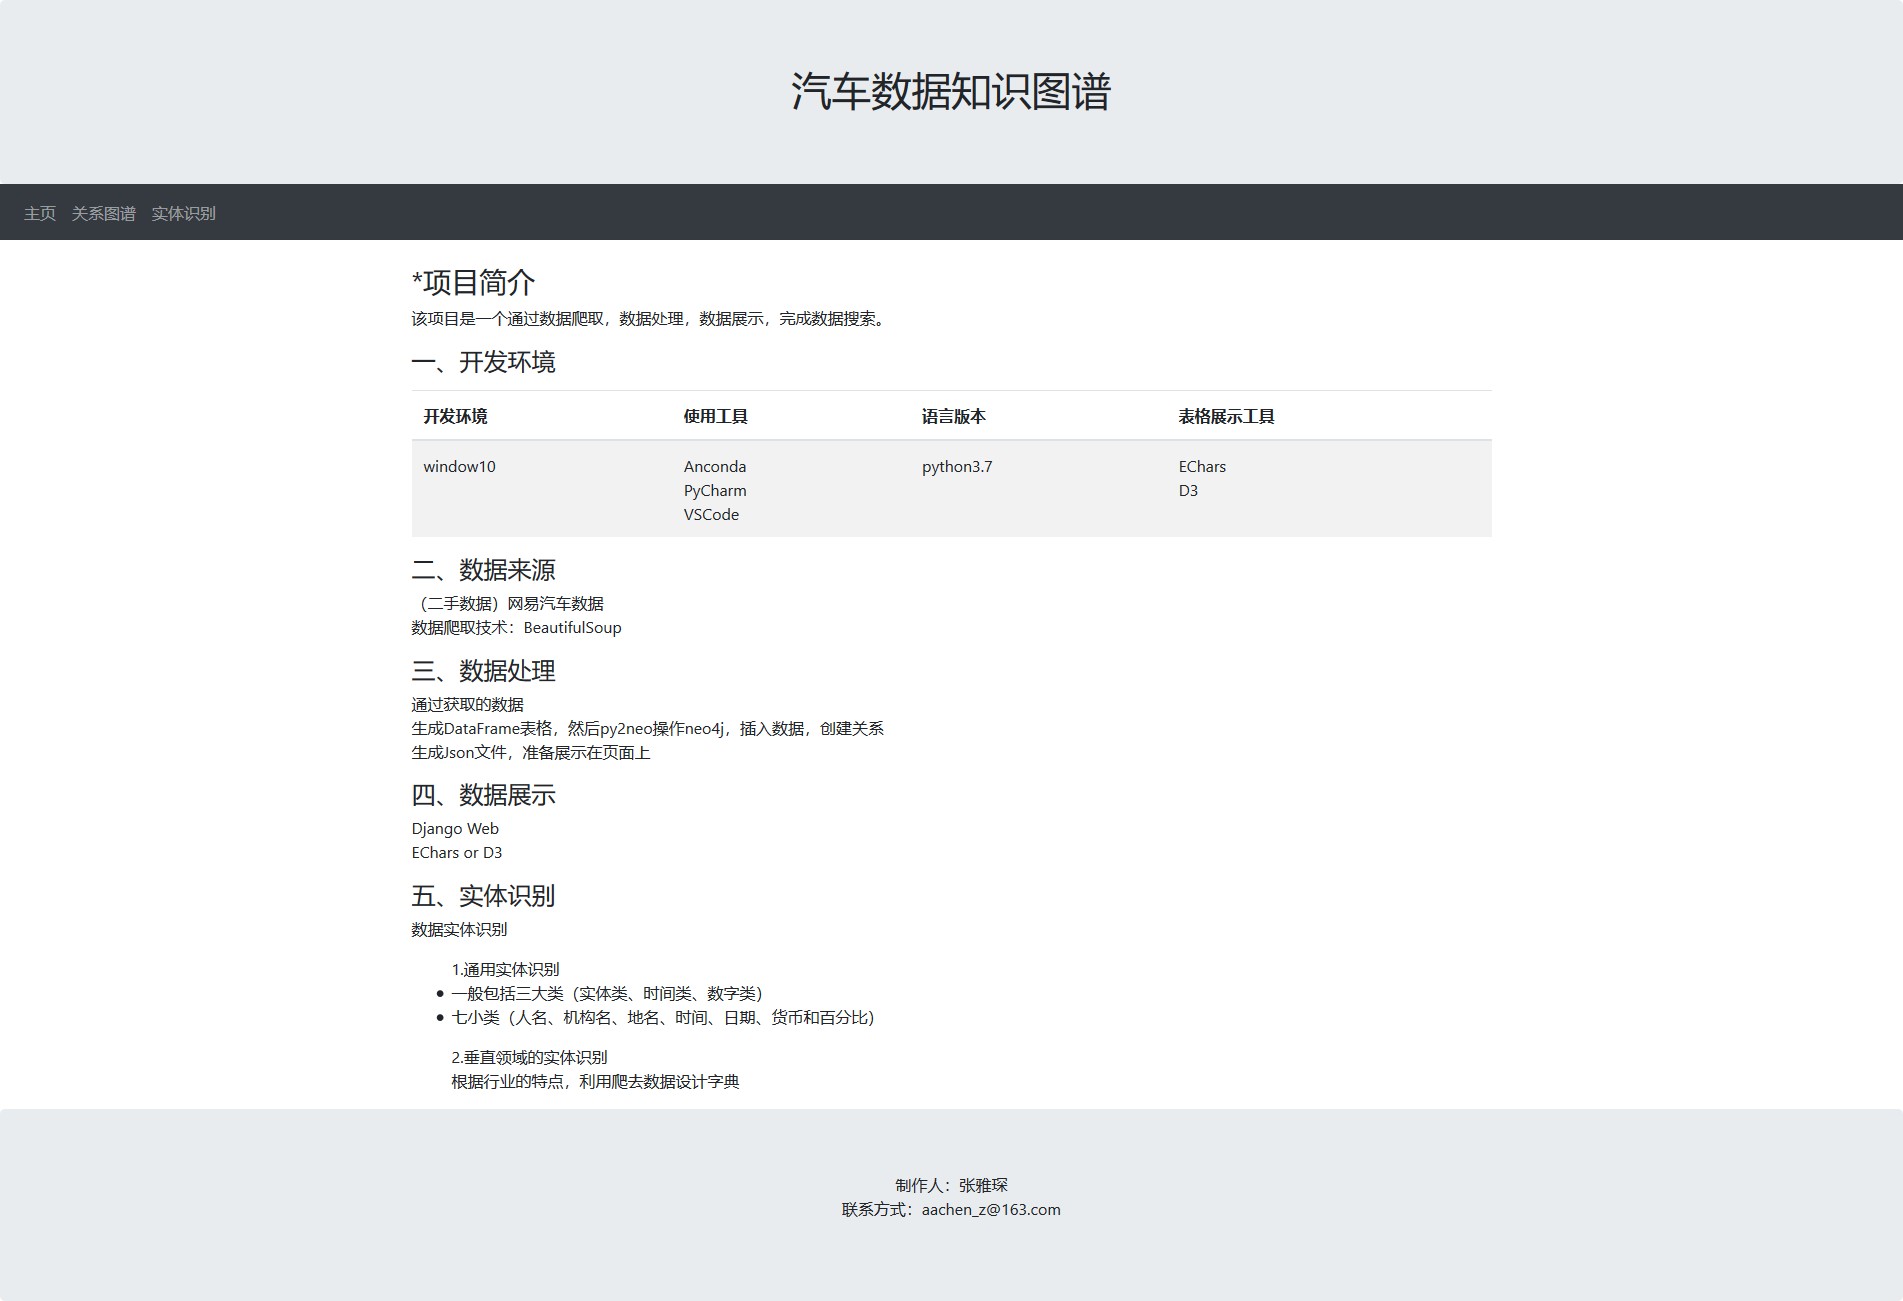 汽车数据知识图谱
主页 关系图谱 实体识别
*项目简介
该项目是一个通过数据爬取，数据处理，数据展示，完成数据搜索。
一、开发环境
开发环境 使用工具 语言版本 表格展示工具
window10 Anconda python3.7 EChars
PyCharm D3
VSCode
二、数据来源
（二手数据）网易汽车数据
数据爬取技术：BeautifulSoup
三、数据处理
通过获取的数据
生成DataFrame表格，然后py2neo操作neo4j，插入数据，创建关系
生成Json文件，准备展示在页面上
四、数据展示
Django Web
EChars or D3
五、实体识别
数据实体识别
1.通用实体识别
● 一般包括三大类（实体类、时间类、数字类）
● 七小类（人名、机构名、地名、时间、日期、货币和百分比）
2.垂直领域的实体识别
根据行业的特点，利用爬去数据设计字典
制作人：张雅琛
联系方式：aachen_z@163.com